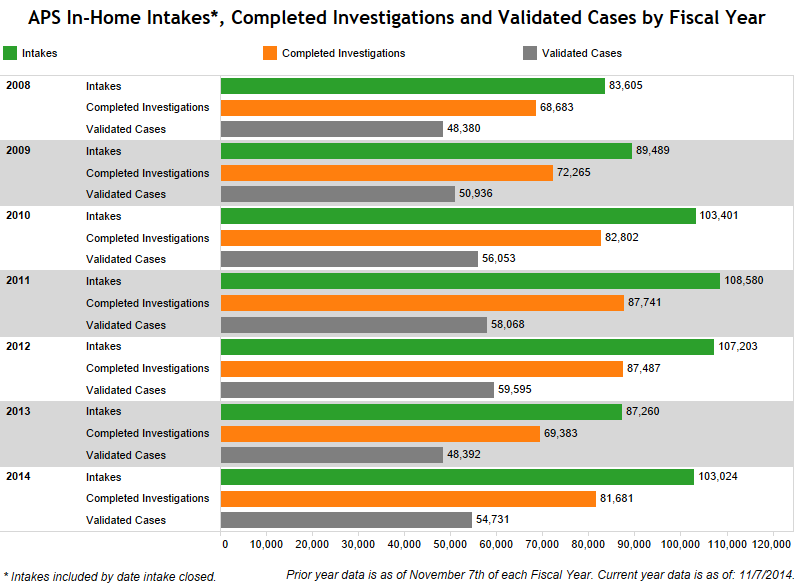 APS In-Home Intakes*, Completed Investigations and Validated Cases by Fiscal Year
Intakes Completed Investigations Validated Cases
2008 Intakes 83,605
Completed Investigations 68,683
Validated Cases 48,380
2009 Intakes 89,489
Completed Investigations 72,265
Validated Cases 50,936
2010 Intakes 103,401
Completed Investigations 82,802
Validated Cases 56,053
2011 Intakes 108,580
Completed Investigations 87,741
Validated Cases 58,068
2012 Intakes 107,203
Completed Investigations 87,487
Validated Cases 59,595
2013 Intakes 87,260
Completed Investigations 69,383
Validated Cases 48,392
2014 Intakes 103,024
Completed Investigations 81,681
Validated Cases 54,731
0 10,000 20,000 30,000 40,000 50,000 60,000 70,000 80,000 90,000 100,000 110,000 120,000
* Intakes included by date intake closed. Prior year data is as of November 7th of each Fiscal Year. Current year data is as of: 11/7/2014.